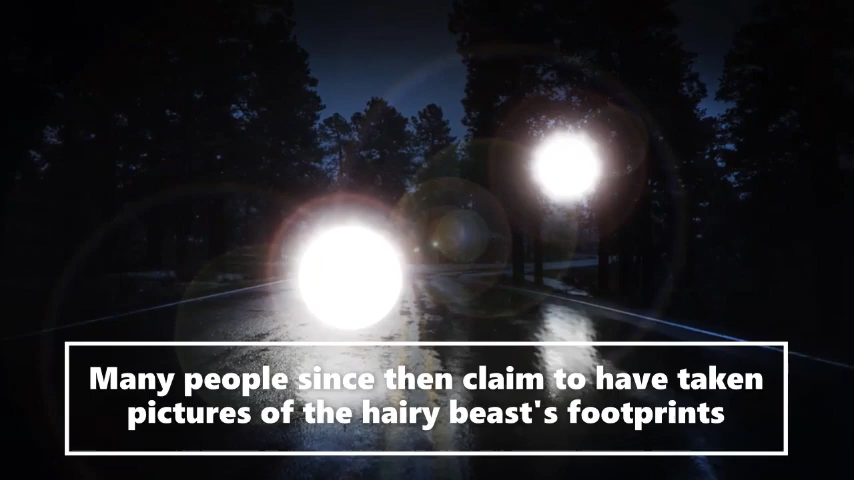 Many people since then claim to have taken
pictures of the hairy beast's footprints